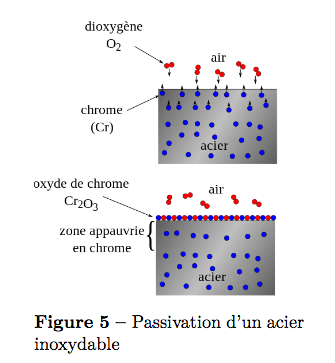 dioxygène
O₂
air
chrome
(Cr)
acier
oxyde de chrome
Cr₂O₃
air
zone appauvrie
en chrome
acier
Figure 5 – Passivation d'un acier
inoxydable